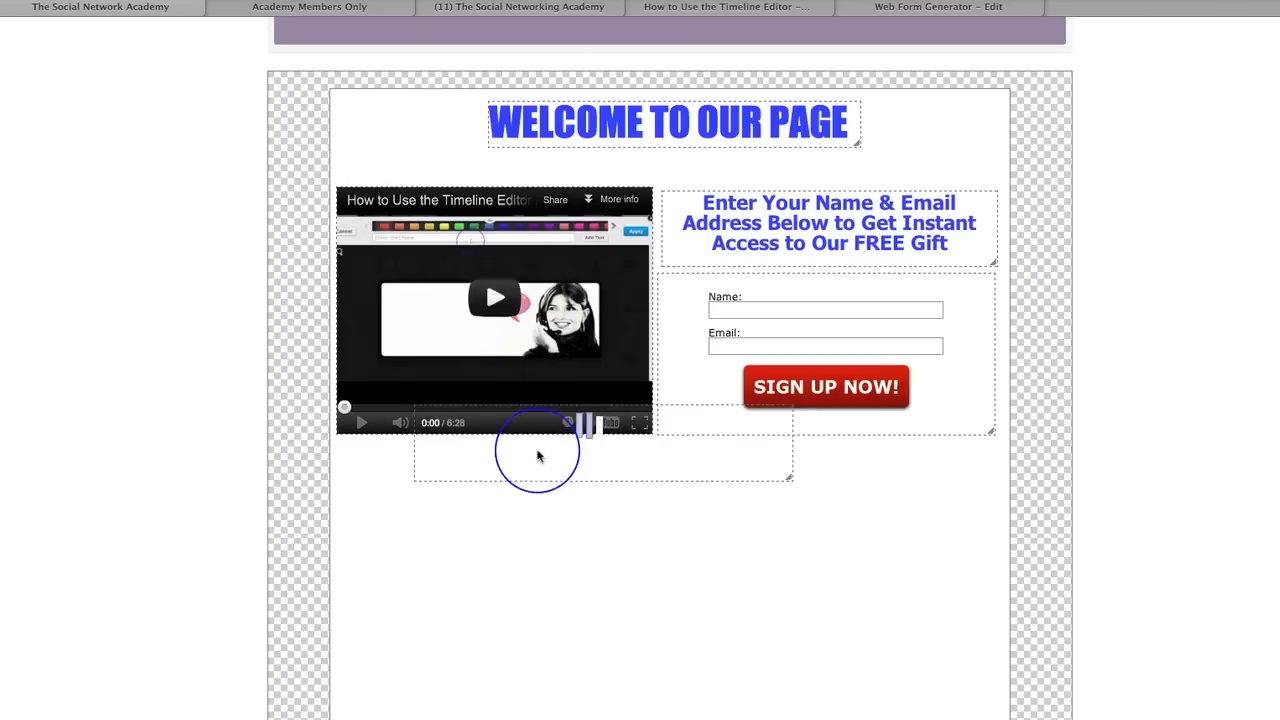 The Social Network Academy
Academy Members Only
(11) The Social Networking Academy
How to Use the Timeline Editor –...
Web Form Generator – Edit
WELCOME TO OUR PAGE
How to Use the Timeline Editor
Share
More info
Apply
Add Text
Enter Your Name & Email
Address Below to Get Instant
Access to Our FREE Gift
Name:
Email:
SIGN UP NOW!
0:00 / 6:28